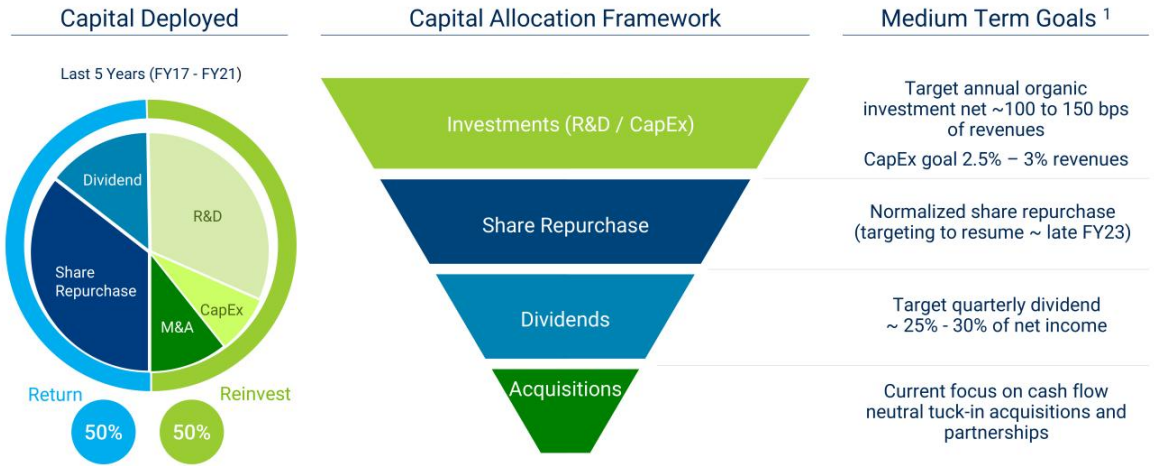 Capital Deployed
Last 5 Years (FY17 - FY21)
Dividend
R&D
Share
Repurchase
CapEx
M&A
Return
Reinvest
50%
50%
Capital Allocation Framework
Investments (R&D / CapEx)
Share Repurchase
Dividends
Acquisitions
Medium Term Goals 1
Target annual organic
investment net ~100 to 150 bps
of revenues
CapEx goal 2.5% – 3% revenues
Normalized share repurchase
(targeting to resume ~ late FY23)
Target quarterly dividend
~ 25% - 30% of net income
Current focus on cash flow
neutral tuck-in acquisitions and
partnerships